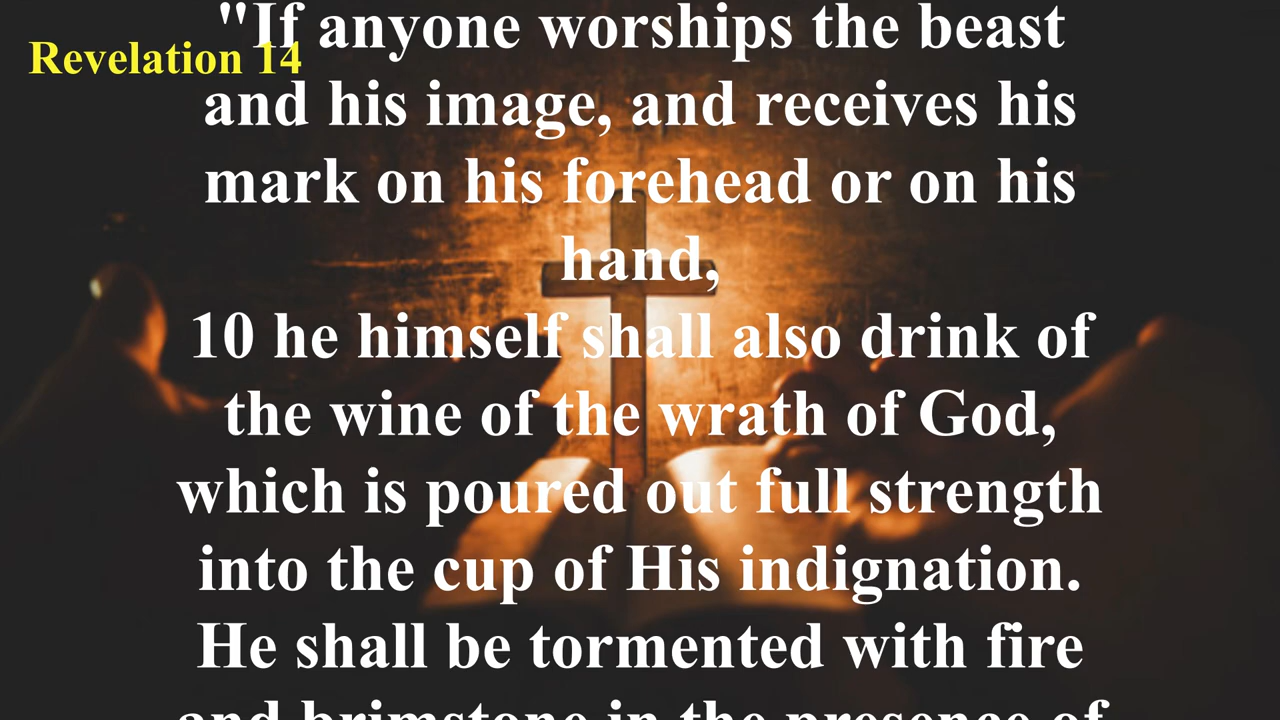 Revelation 14
"If anyone worships the beast
and his image, and receives his
mark on his forehead or on his
hand,
10 he himself shall also drink of
the wine of the wrath of God,
which is poured out full strength
into the cup of His indignation.
He shall be tormented with fire
and brimstone in the presence of